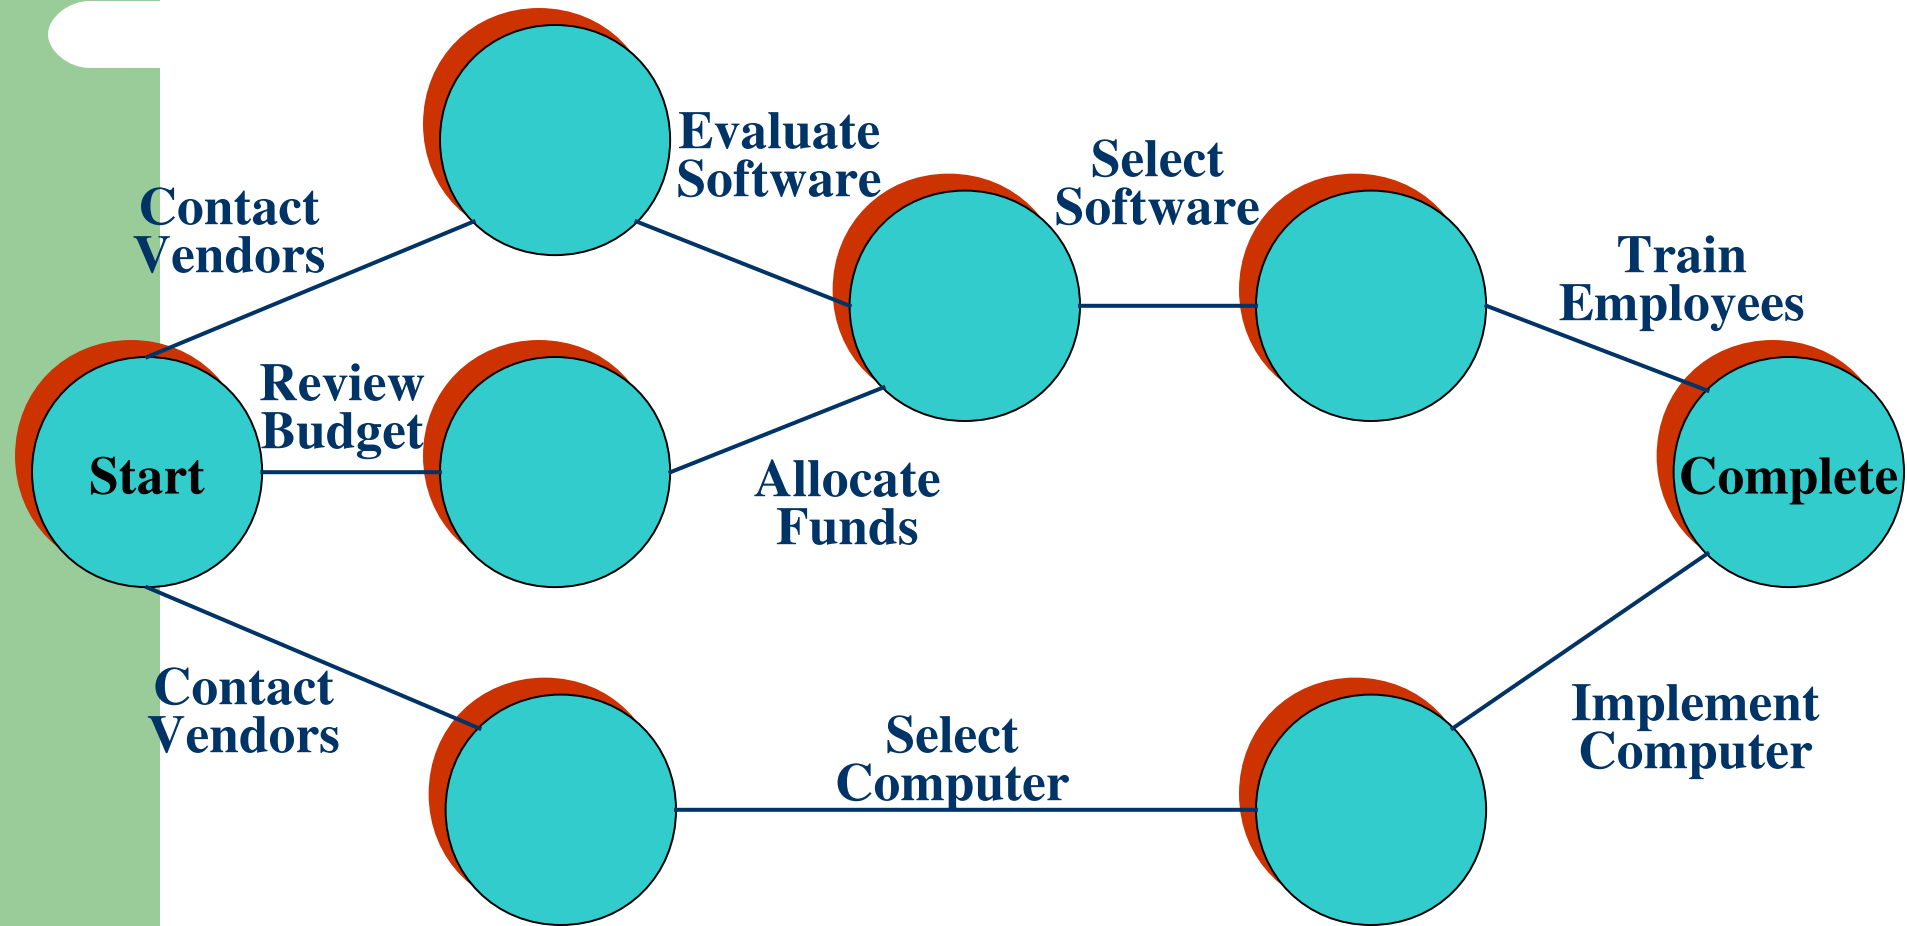 Evaluate
Software
Select
Software
Contact
Vendors
Train
Employees
Review
Budget
Start
Allocate
Funds
Complete
Contact
Vendors
Select
Computer
Implement
Computer